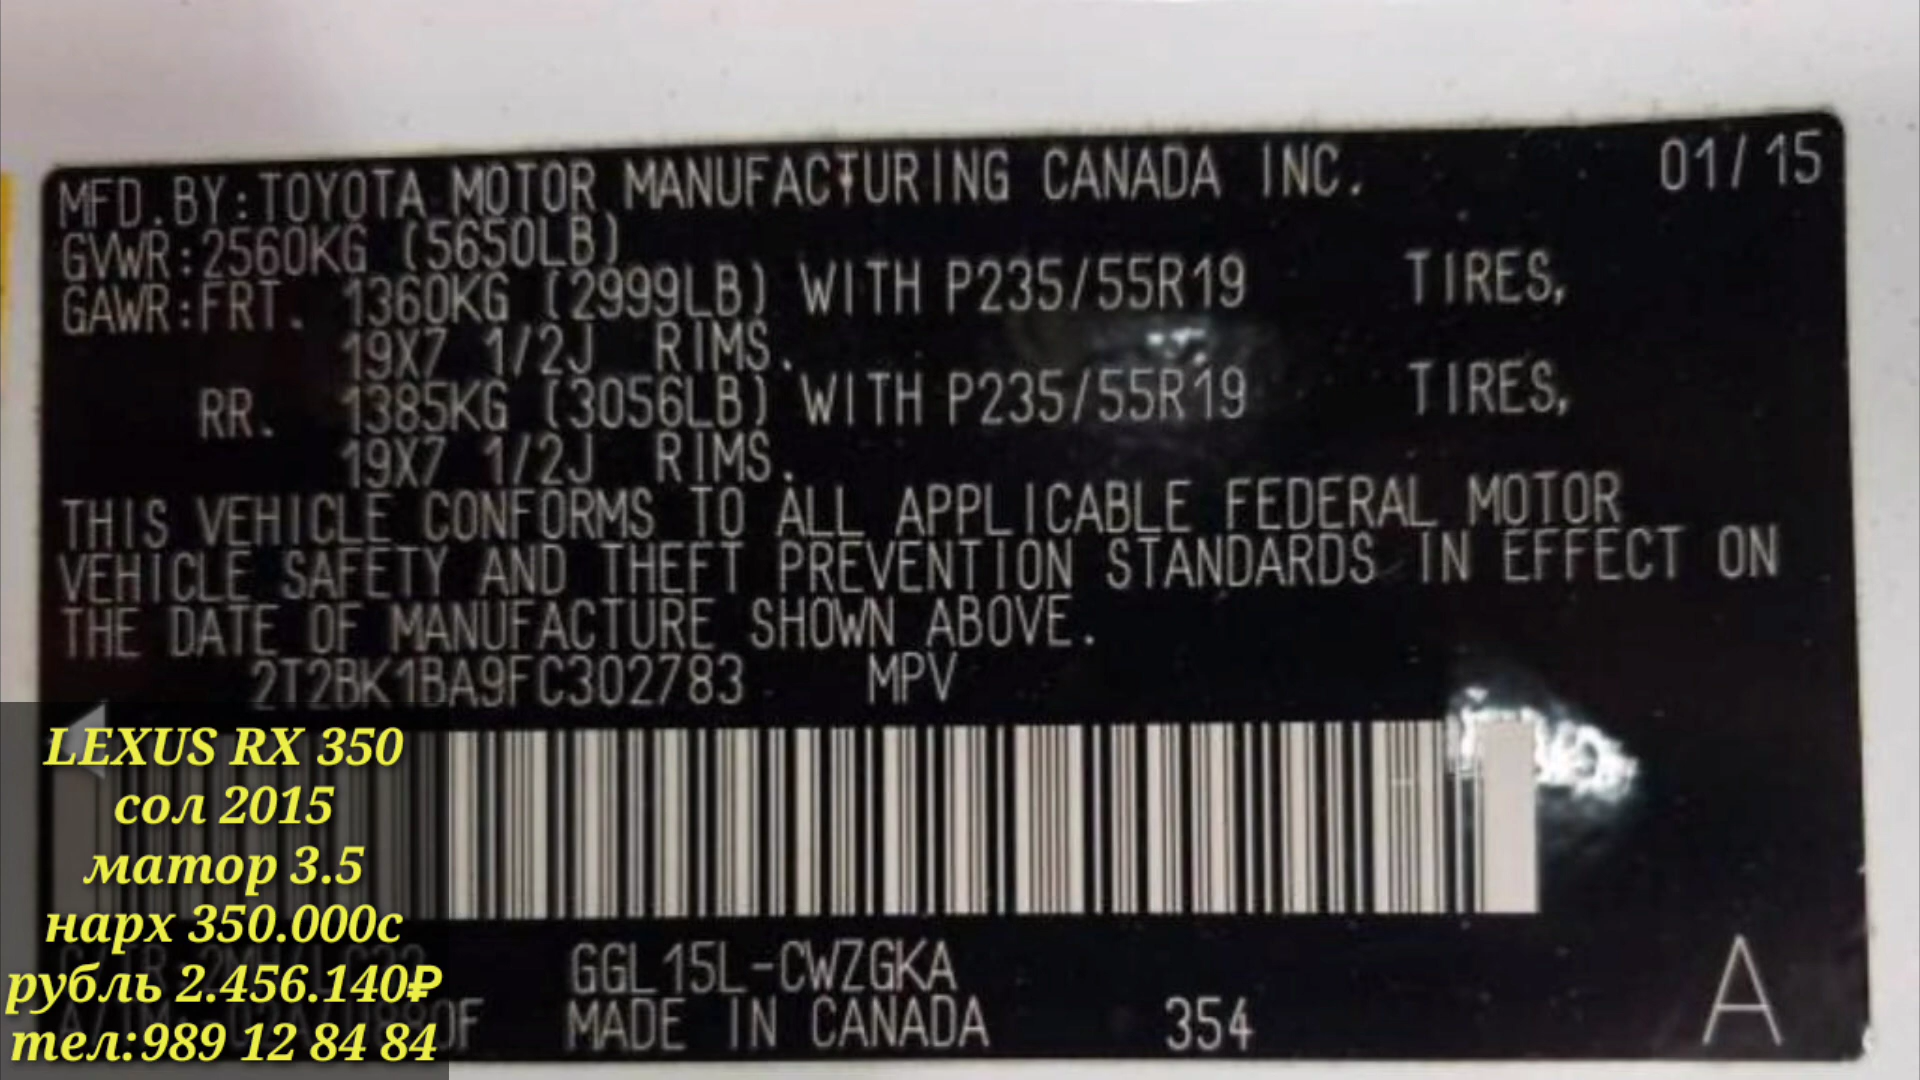 MFD.BY:TOYOTA MOTOR MANUFACTURING CANADA INC. 01/15
GVWR:2560KG (5650LB)
GAWR:FRT. 1360KG (2999LB) WITH P235/55R19 TIRES,
19X7 1/2J RIMS.
RR. 1385KG (3056LB) WITH P235/55R19 TIRES,
19X7 1/2J RIMS.
THIS VEHICLE CONFORMS TO ALL APPLICABLE FEDERAL MOTOR
VEHICLE SAFETY AND THEFT PREVENTION STANDARDS IN EFFECT ON
THE DATE OF MANUFACTURE SHOWN ABOVE.
2T2BK1BA9FC302783 MPV
GGL15L-CWZGKA
MADE IN CANADA 354 A
LEXUS RX 350
сол 2015
матор 3.5
нарх 350.000с
рубль 2.456.140₽
тел:989 12 84 84